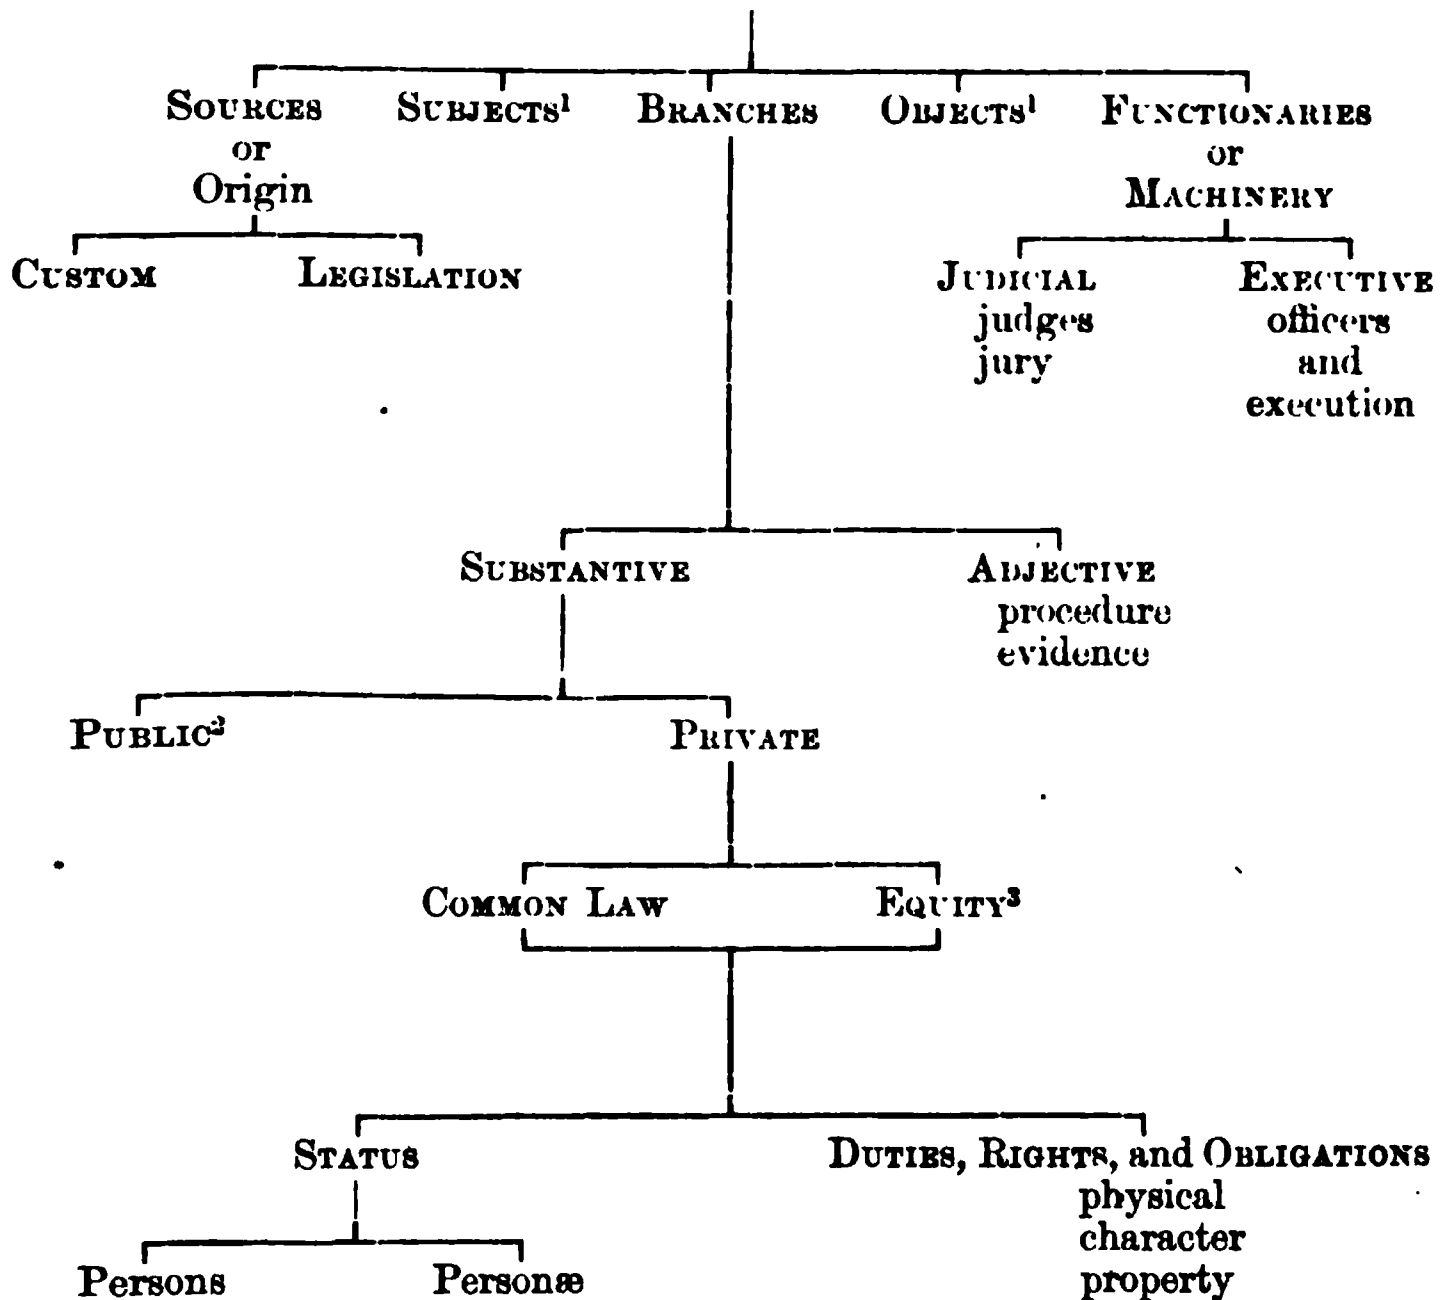 SOURCES SUBJECTS¹ BRANCHES OBJECTS¹ FUNCTIONARIES
or or
Origin MACHINERY
CUSTOM LEGISLATION JUDICIAL EXECUTIVE
judges officers
jury and
execution
SUBSTANTIVE ADJECTIVE
procedure
evidence
PUBLIC² PRIVATE
COMMON LAW EQUITY³
STATUS DUTIES, RIGHTS, and OBLIGATIONS
physical
character
Persons Personæ property